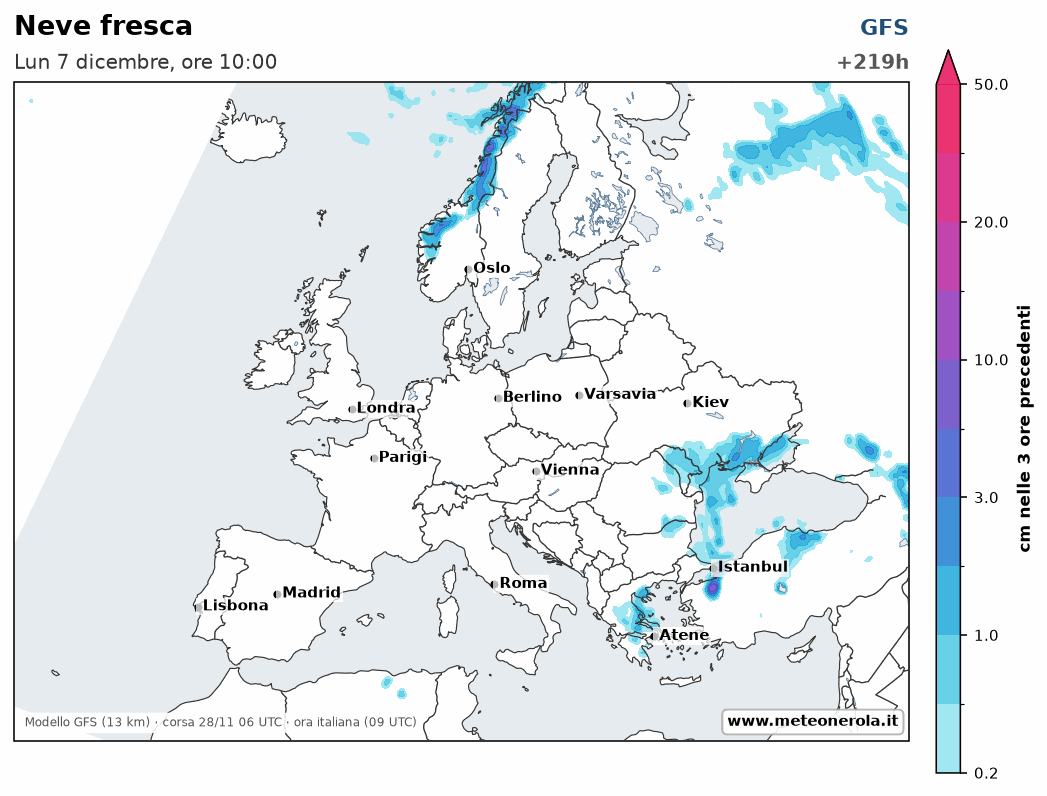 Neve fresca
GFS
Lun 7 dicembre, ore 10:00
+219h
50.0
20.0
10.0
3.0
1.0
0.2
cm nelle 3 ore precedenti
Oslo
Berlino
Varsavia
Kiev
Londra
Parigi
Vienna
Istanbul
Roma
Madrid
Lisbona
Atene
Modello GFS (13 km) · corsa 28/11 06 UTC · ora italiana (09 UTC)
www.meteonerola.it